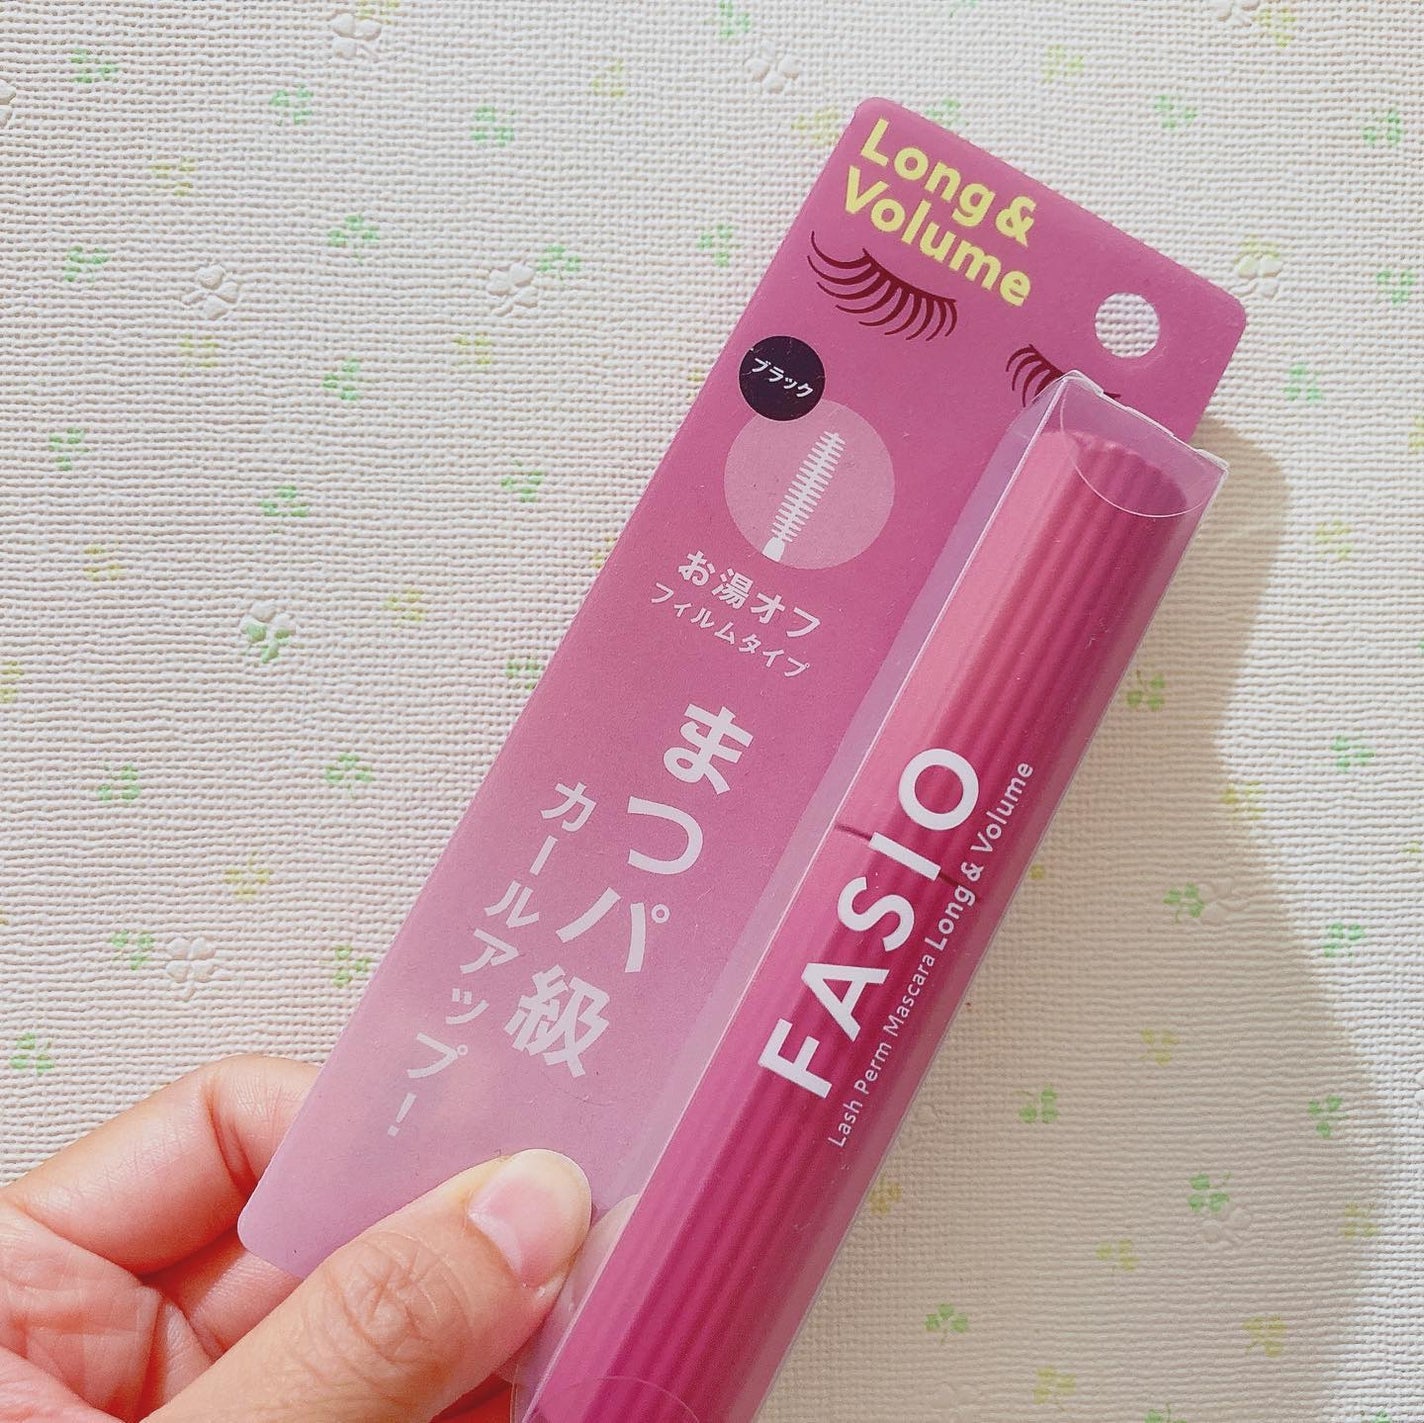 Long &
Volume
ブラック
お湯オフ
フィルムタイプ
まつパ級
カールアップ!
FASIO
Lash Perm Mascara Long & Volume